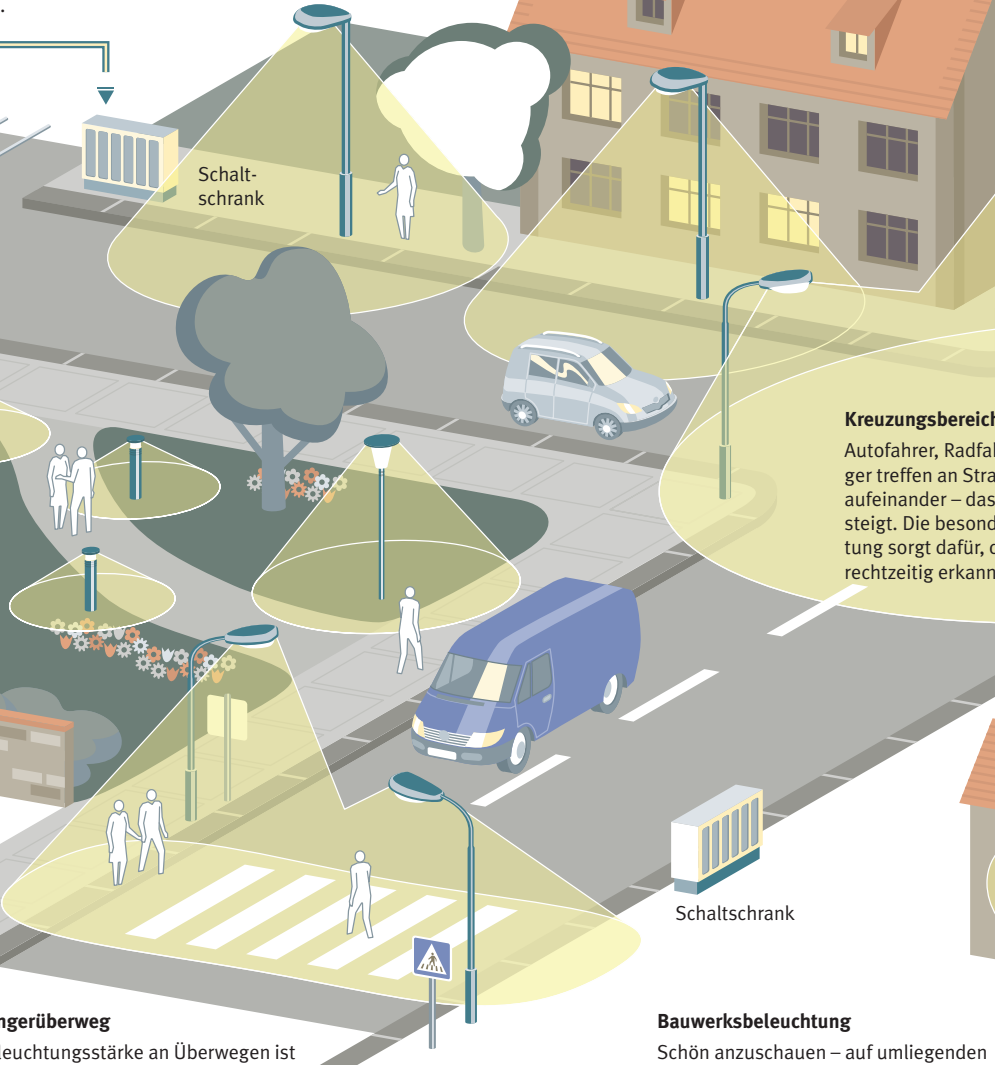 .
Schalt-
schrank
Kreuzungsbereich
Autofahrer, Radfah
ger treffen an Stra
aufeinander – das
steigt. Die besond
tung sorgt dafür, d
rechtzeitig erkann
Schaltschrank
ngerüberweg
leuchtungsstärke an Überwegen ist
Bauwerksbeleuchtung
Schön anzuschauen – auf umliegenden